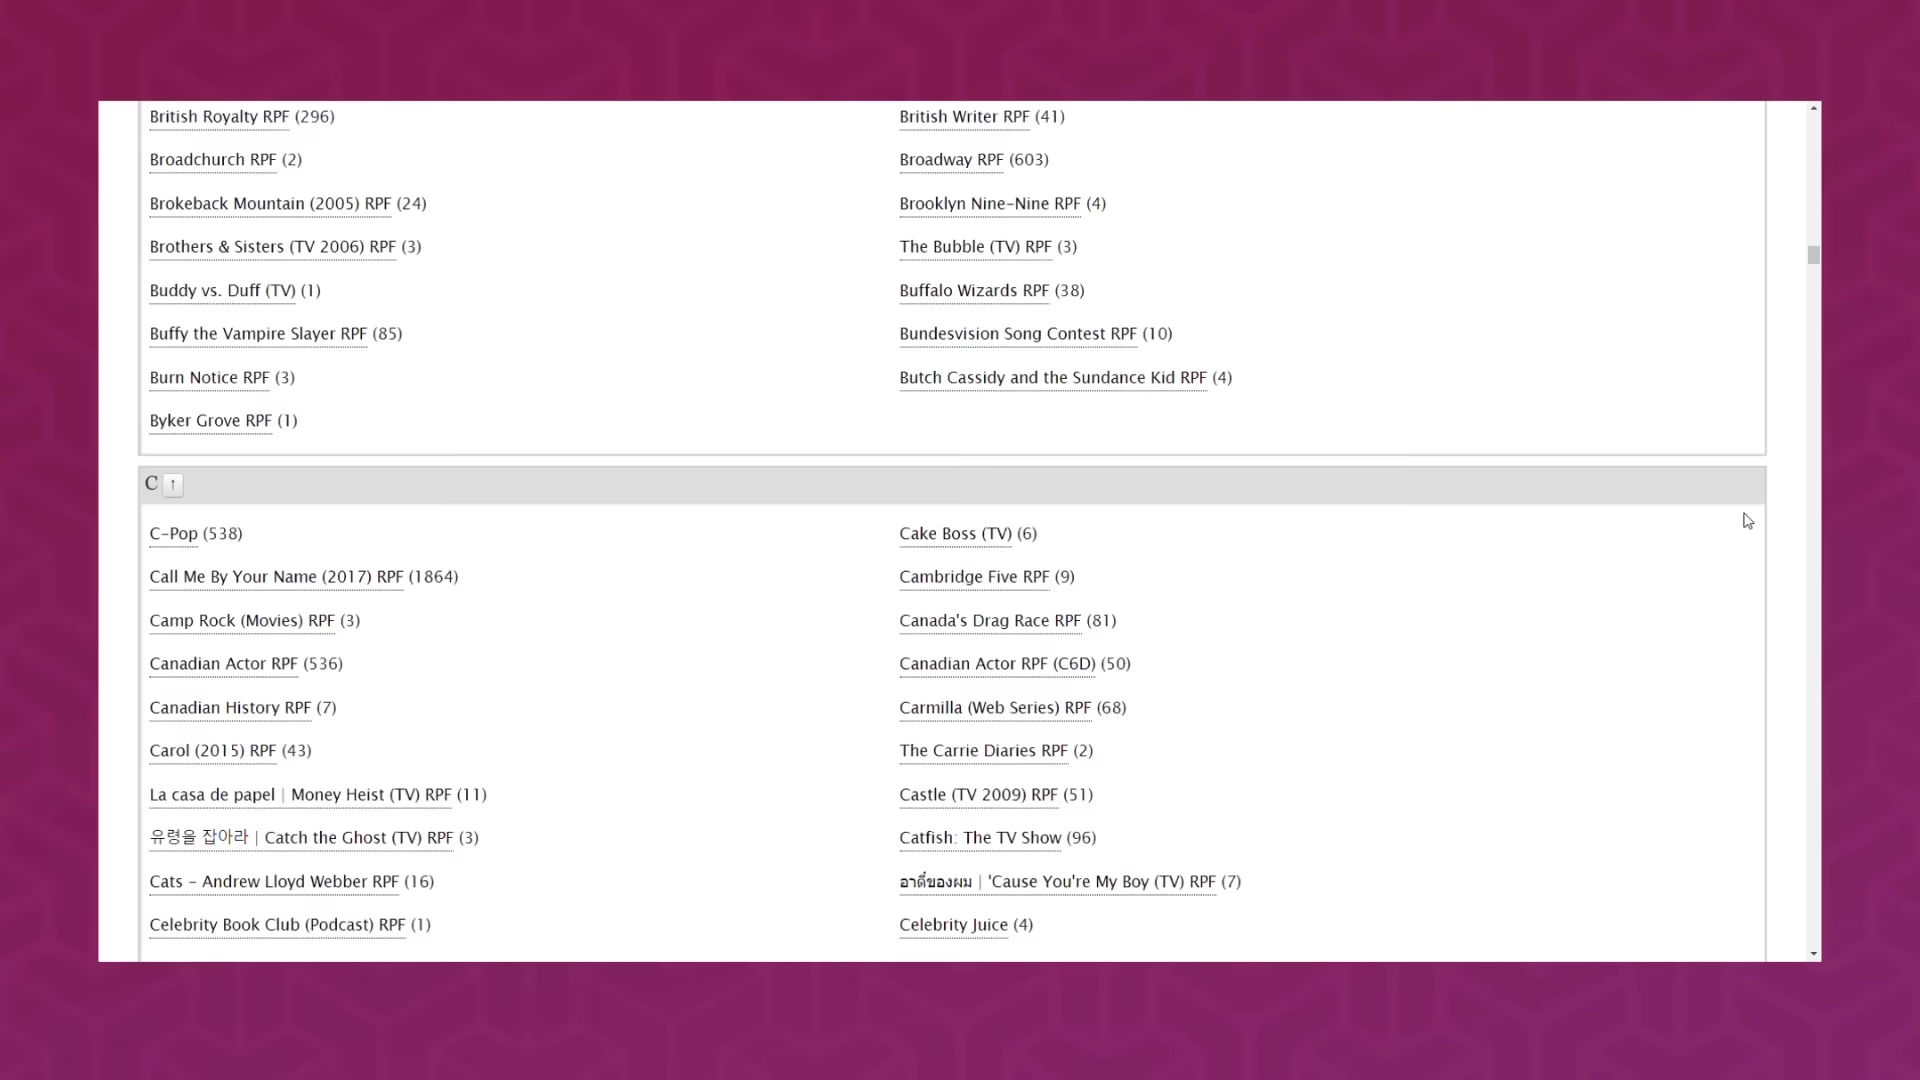 British Royalty RPF (296)
British Writer RPF (41)
Broadchurch RPF (2)
Broadway RPF (603)
Brokeback Mountain (2005) RPF (24)
Brooklyn Nine-Nine RPF (4)
Brothers & Sisters (TV 2006) RPF (3)
The Bubble (TV) RPF (3)
Buddy vs. Duff (TV) (1)
Buffalo Wizards RPF (38)
Buffy the Vampire Slayer RPF (85)
Bundesvision Song Contest RPF (10)
Burn Notice RPF (3)
Butch Cassidy and the Sundance Kid RPF (4)
Byker Grove RPF (1)
C ↑
C-Pop (538)
Cake Boss (TV) (6)
Call Me By Your Name (2017) RPF (1864)
Cambridge Five RPF (9)
Camp Rock (Movies) RPF (3)
Canada's Drag Race RPF (81)
Canadian Actor RPF (536)
Canadian Actor RPF (C6D) (50)
Canadian History RPF (7)
Carmilla (Web Series) RPF (68)
Carol (2015) RPF (43)
The Carrie Diaries RPF (2)
La casa de papel | Money Heist (TV) RPF (11)
Castle (TV 2009) RPF (51)
유령을 잡아라 | Catch the Ghost (TV) RPF (3)
Catfish: The TV Show (96)
Cats - Andrew Lloyd Webber RPF (16)
อาตี๋ของผม | 'Cause You're My Boy (TV) RPF (7)
Celebrity Book Club (Podcast) RPF (1)
Celebrity Juice (4)